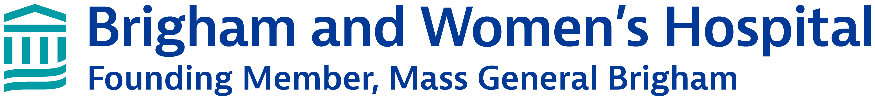 Brigham and Women's Hospital
Founding Member, Mass General Brigham